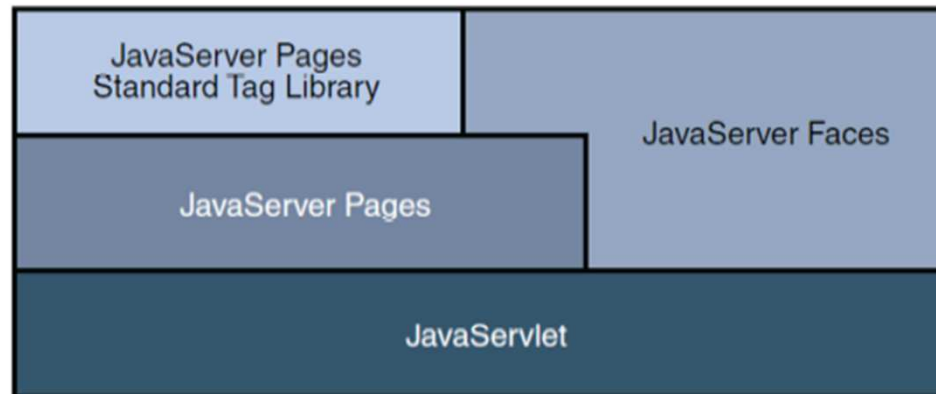 JavaServer Pages
Standard Tag Library
JavaServer Faces
JavaServer Pages
JavaServlet